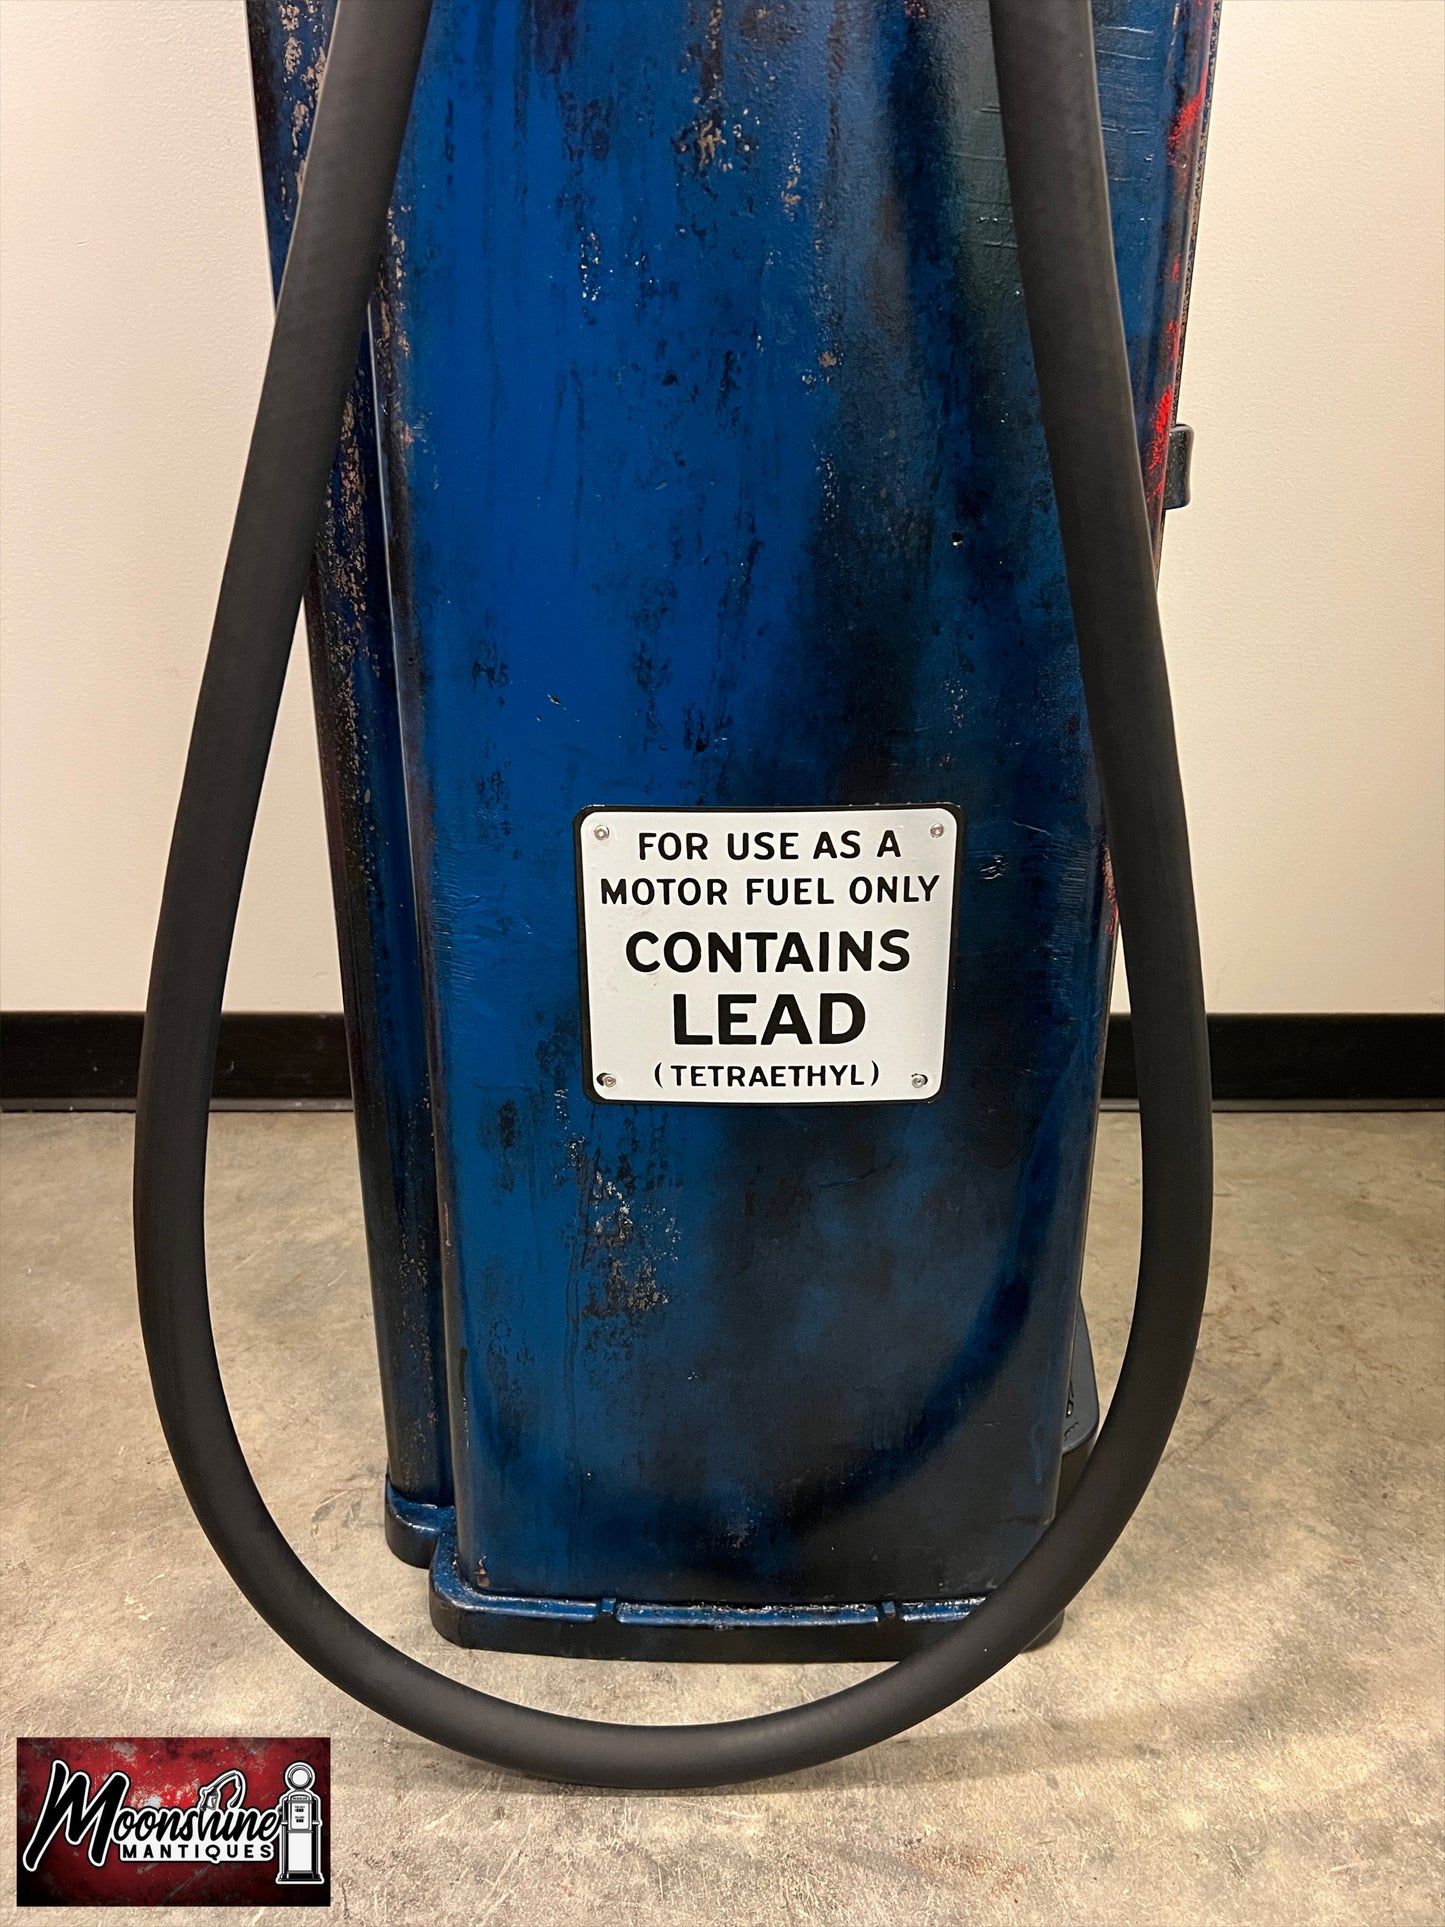 FOR USE AS A
MOTOR FUEL ONLY
CONTAINS
LEAD
(TETRAETHYL)
Moonshine
MANTIQUES